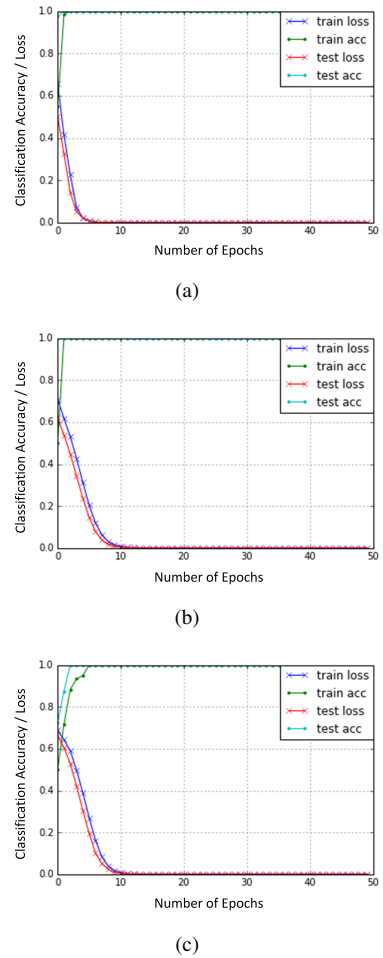 Classification Accuracy / Loss
1.0
0.8
0.6
0.4
0.2
0.0
train loss
train acc
test loss
test acc
0 10 20 30 40 50
Number of Epochs
(a)
Classification Accuracy / Loss
1.0
0.8
0.6
0.4
0.2
0.0
train loss
train acc
test loss
test acc
0 10 20 30 40 50
Number of Epochs
(b)
Classification Accuracy / Loss
1.0
0.8
0.6
0.4
0.2
0.0
train loss
train acc
test loss
test acc
0 10 20 30 40 50
Number of Epochs
(c)